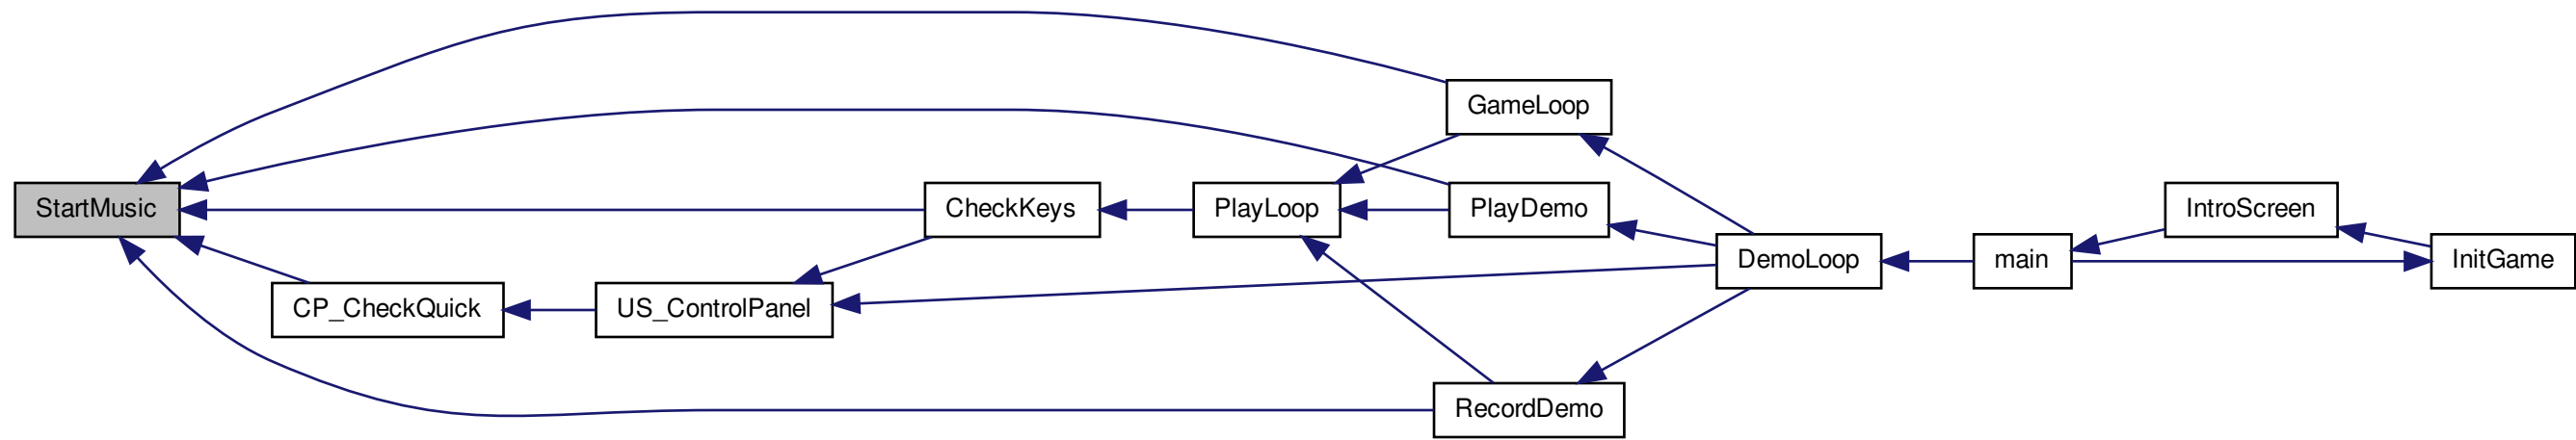 GameLoop
StartMusic
CheckKeys
PlayLoop
PlayDemo
IntroScreen
DemoLoop
main
InitGame
CP_CheckQuick
US_ControlPanel
RecordDemo